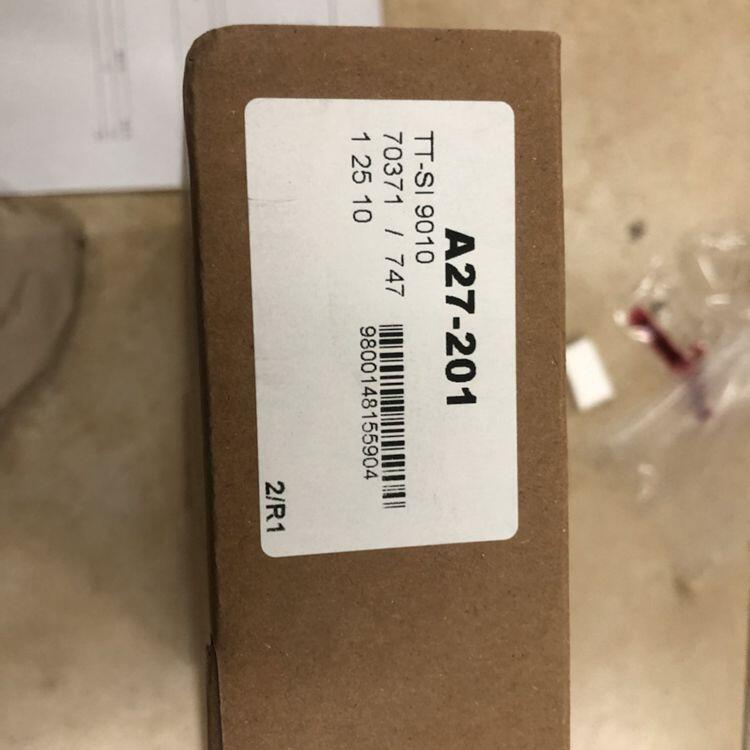 A27-201
TT-SI 9010
70371 / 747
1 25 10
9800148155904
2/R1